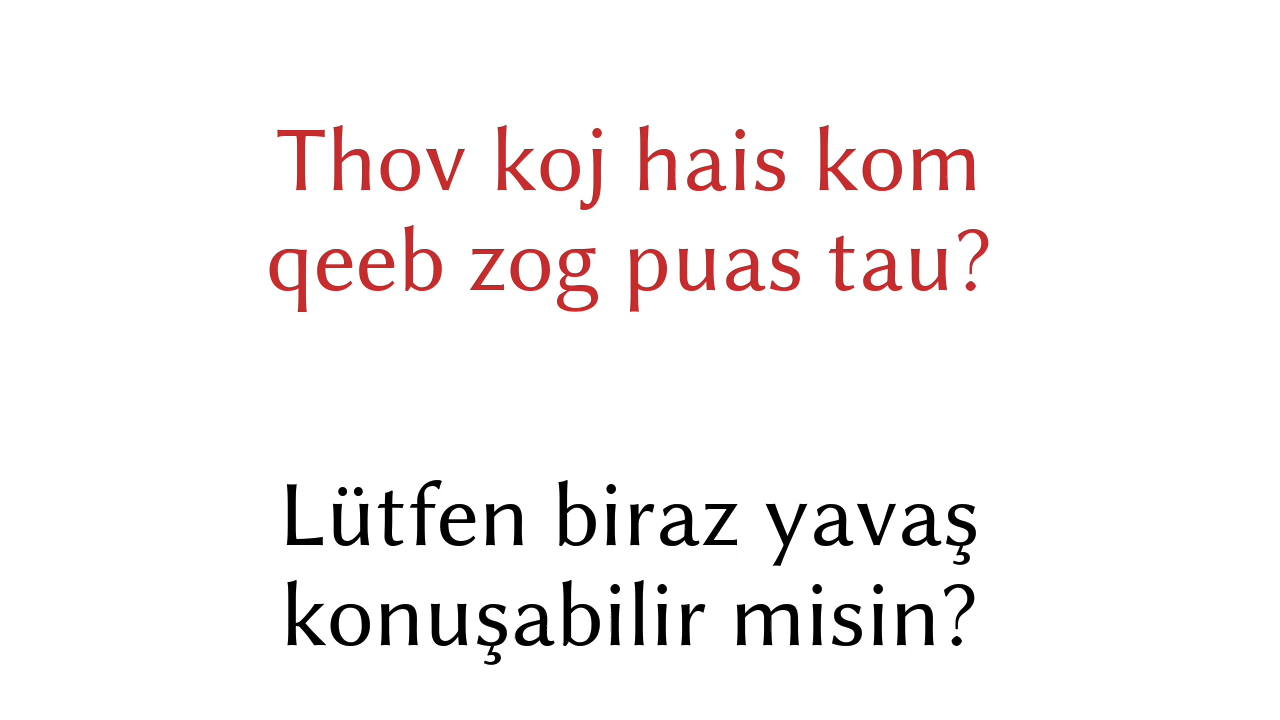 Thov koj hais kom
qeeb zog puas tau?
Lütfen biraz yavaş
konuşabilir misin?